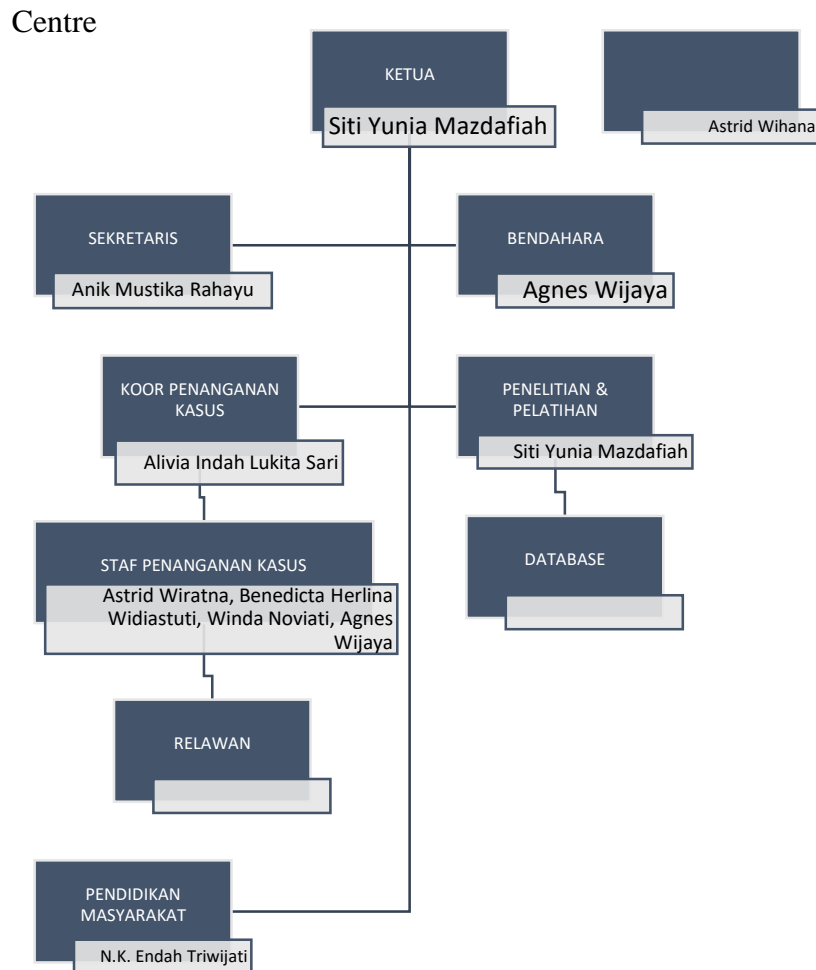 Centre
KETUA
Siti Yunia Mazdafiah
Astrid Wihana
SEKRETARIS
Anik Mustika Rahayu
BENDAHARA
Agnes Wijaya
KOOR PENANGANAN
KASUS
Alivia Indah Lukita Sari
PENELITIAN &
PELATIHAN
Siti Yunia Mazdafiah
STAF PENANGANAN KASUS
Astrid Wiratna, Benedicta Herlina
Widiastuti, Winda Noviati, Agnes
Wijaya
DATABASE
RELAWAN
PENDIDIKAN
MASYARAKAT
N.K. Endah Triwijati